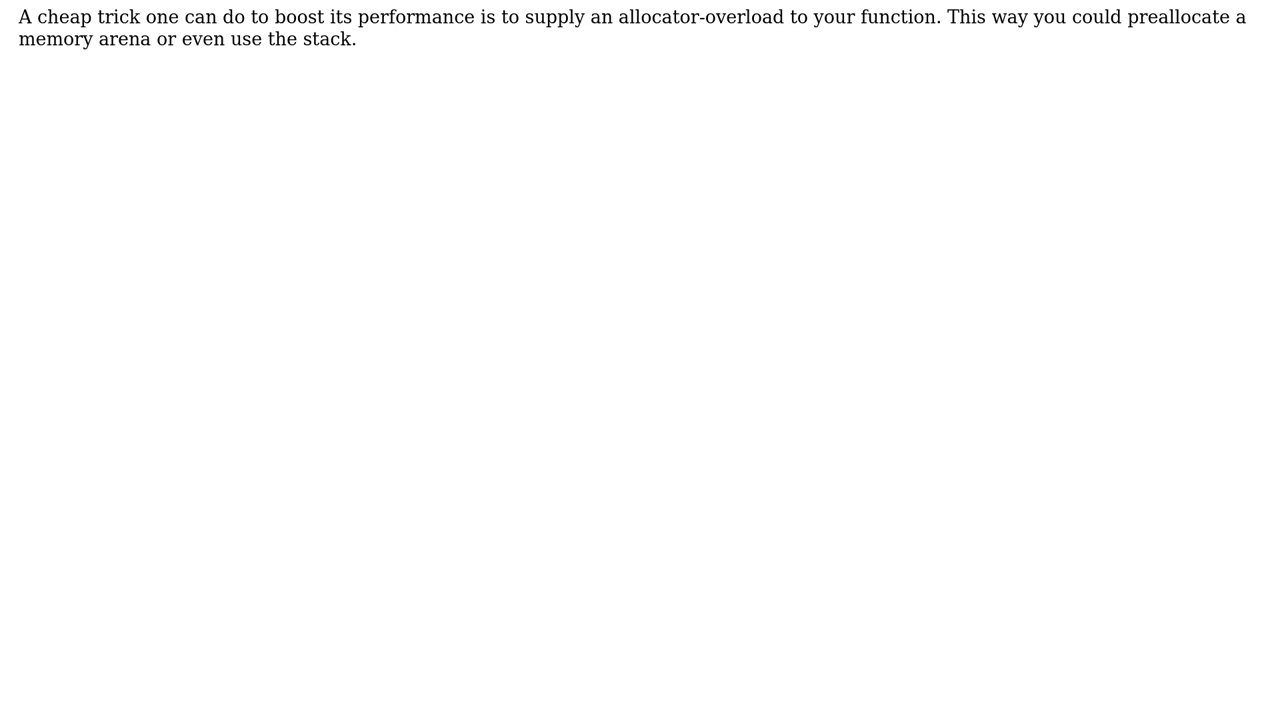 A cheap trick one can do to boost its performance is to supply an allocator-overload to your function. This way you could preallocate a
memory arena or even use the stack.